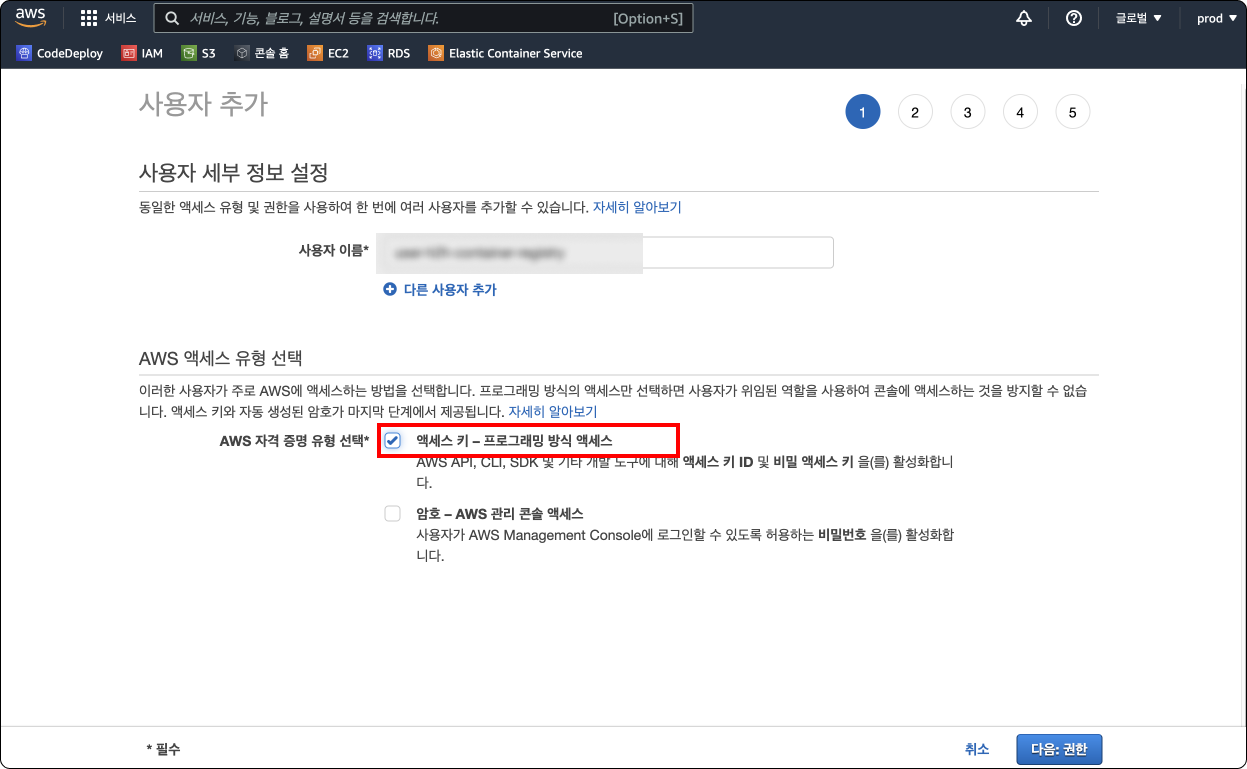 aws 서비스 서비스, 기능, 블로그, 설명서 등을 검색합니다. [Option+S] 글로벌 ▼ prod ▼
CodeDeploy IAM S3 콘솔 홈 EC2 RDS Elastic Container Service
사용자 추가 1 2 3 4 5
사용자 세부 정보 설정
동일한 액세스 유형 및 권한을 사용하여 한 번에 여러 사용자를 추가할 수 있습니다. 자세히 알아보기
사용자 이름*
다른 사용자 추가
AWS 액세스 유형 선택
이러한 사용자가 주로 AWS에 액세스하는 방법을 선택합니다. 프로그래밍 방식의 액세스만 선택하면 사용자가 위임된 역할을 사용하여 콘솔에 액세스하는 것을 방지할 수 없습
니다. 액세스 키와 자동 생성된 암호가 마지막 단계에서 제공됩니다. 자세히 알아보기
AWS 자격 증명 유형 선택* 액세스 키 – 프로그래밍 방식 액세스
AWS API, CLI, SDK 및 기타 개발 도구에 대해 액세스 키 ID 및 비밀 액세스 키 을(를) 활성화합니
다.
암호 – AWS 관리 콘솔 액세스
사용자가 AWS Management Console에 로그인할 수 있도록 허용하는 비밀번호 을(를) 활성화합
니다.
* 필수 취소 다음: 권한